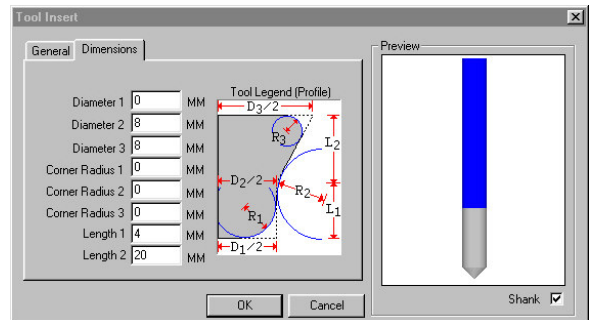 Tool Insert
General Dimensions
Diameter 1 0 MM
Diameter 2 8 MM
Diameter 3 8 MM
Corner Radius 1 0 MM
Corner Radius 2 0 MM
Corner Radius 3 0 MM
Length 1 4 MM
Length 2 20 MM
Tool Legend (Profile)
D3/2
R3
L2
D2/2
R2
R1
L1
D1/2
Preview
Shank
OK Cancel